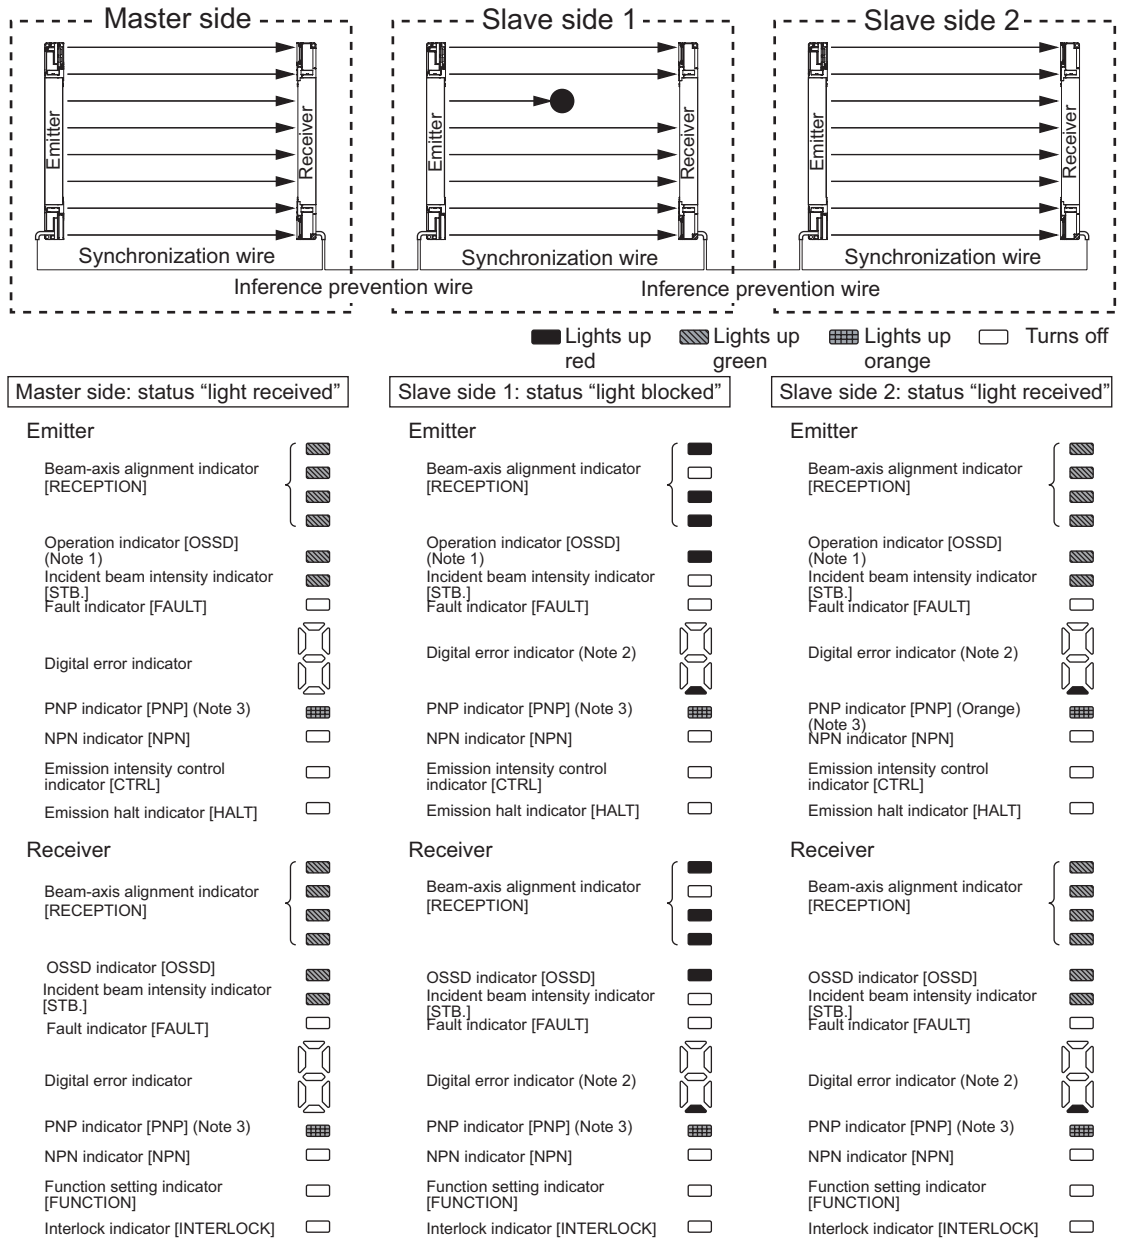 Master side
Slave side 1
Slave side 2
Emitter
Receiver
Emitter
Receiver
Emitter
Receiver
Synchronization wire
Synchronization wire
Synchronization wire
Inference prevention wire
Inference prevention wire
Lights up red
Lights up green
Lights up orange
Turns off
Master side: status “light received”
Emitter
Beam-axis alignment indicator
[RECEPTION]
Operation indicator [OSSD]
(Note 1)
Incident beam intensity indicator
[STB.]
Fault indicator [FAULT]
Digital error indicator
PNP indicator [PNP] (Note 3)
NPN indicator [NPN]
Emission intensity control
indicator [CTRL]
Emission halt indicator [HALT]
Receiver
Beam-axis alignment indicator
[RECEPTION]
OSSD indicator [OSSD]
Incident beam intensity indicator
[STB.]
Fault indicator [FAULT]
Digital error indicator
PNP indicator [PNP] (Note 3)
NPN indicator [NPN]
Function setting indicator
[FUNCTION]
Interlock indicator [INTERLOCK]
Slave side 1: status “light blocked”
Emitter
Beam-axis alignment indicator
[RECEPTION]
Operation indicator [OSSD]
(Note 1)
Incident beam intensity indicator
[STB.]
Fault indicator [FAULT]
Digital error indicator (Note 2)
PNP indicator [PNP] (Note 3)
NPN indicator [NPN]
Emission intensity control
indicator [CTRL]
Emission halt indicator [HALT]
Receiver
Beam-axis alignment indicator
[RECEPTION]
OSSD indicator [OSSD]
Incident beam intensity indicator
[STB.]
Fault indicator [FAULT]
Digital error indicator (Note 2)
PNP indicator [PNP] (Note 3)
NPN indicator [NPN]
Function setting indicator
[FUNCTION]
Interlock indicator [INTERLOCK]
Slave side 2: status “light received”
Emitter
Beam-axis alignment indicator
[RECEPTION]
Operation indicator [OSSD]
(Note 1)
Incident beam intensity indicator
[STB.]
Fault indicator [FAULT]
Digital error indicator (Note 2)
PNP indicator [PNP] (Orange)
(Note 3)
NPN indicator [NPN]
Emission intensity control
indicator [CTRL]
Emission halt indicator [HALT]
Receiver
Beam-axis alignment indicator
[RECEPTION]
OSSD indicator [OSSD]
Incident beam intensity indicator
[STB.]
Fault indicator [FAULT]
Digital error indicator (Note 2)
PNP indicator [PNP] (Note 3)
NPN indicator [NPN]
Function setting indicator
[FUNCTION]
Interlock indicator [INTERLOCK]